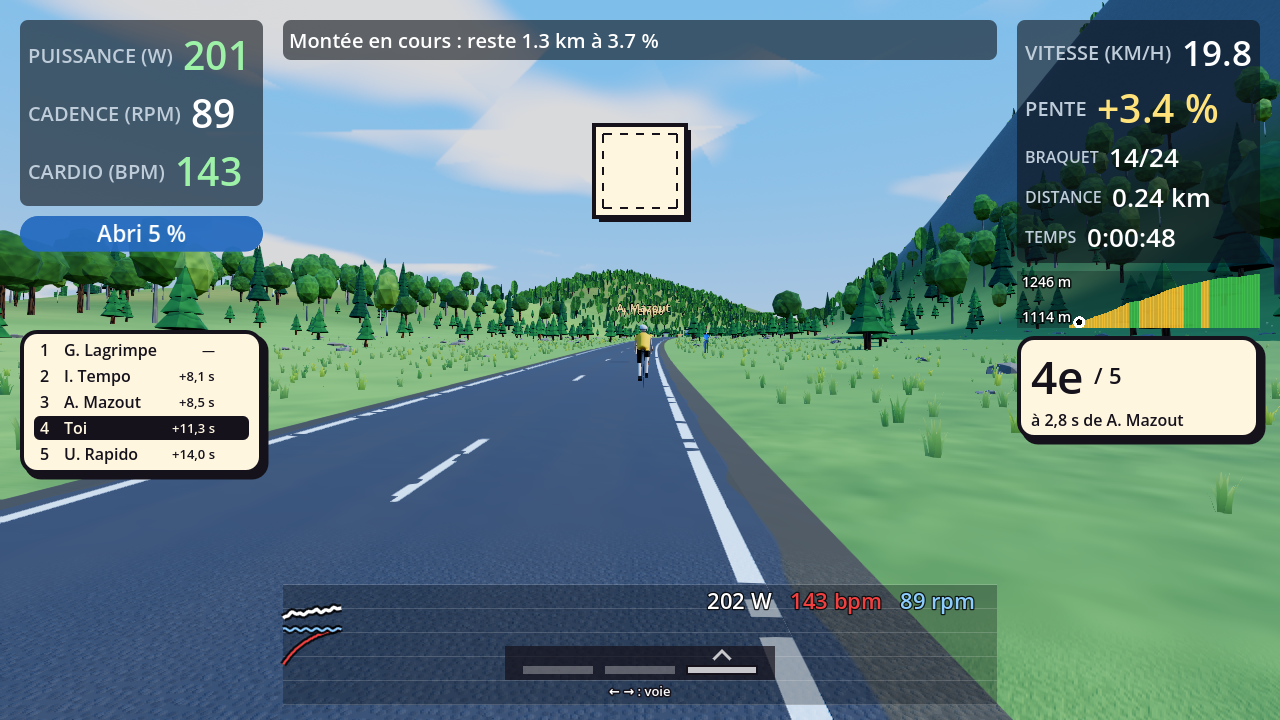 PUISSANCE (W) 201
CADENCE (RPM) 89
CARDIO (BPM) 143
Abri 5 %
Montée en cours : reste 1.3 km à 3.7 %
VITESSE (KM/H) 19.8
PENTE +3.4 %
BRAQUET 14/24
DISTANCE 0.24 km
TEMPS 0:00:48
1246 m
1114 m
1 G. Lagrimpe —
2 I. Tempo +8,1 s
3 A. Mazout +8,5 s
4 Toi +11,3 s
5 U. Rapido +14,0 s
4e / 5
à 2,8 s de A. Mazout
A. Mazout
202 W 143 bpm 89 rpm
← → : voie